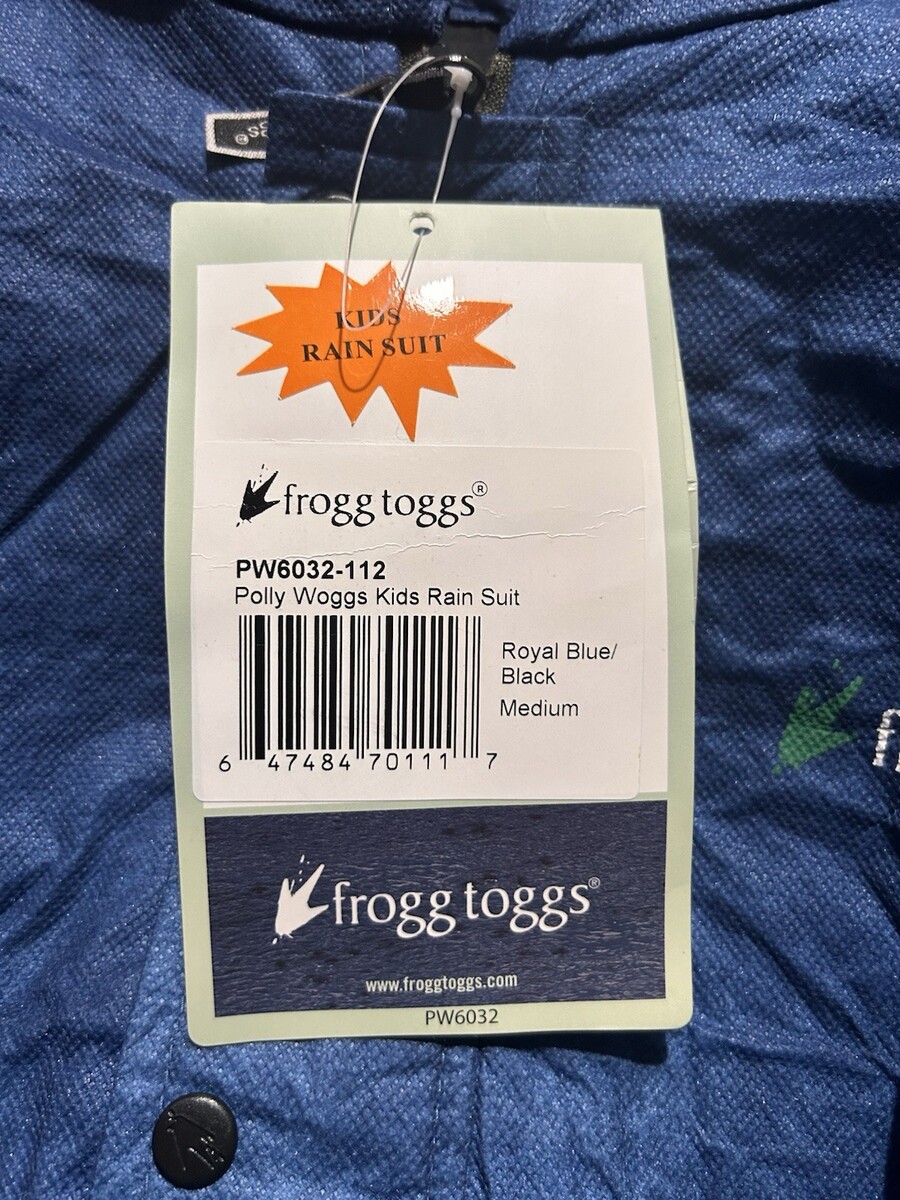 KIDS
RAIN SUIT
frogg toggs®
PW6032-112
Polly Woggs Kids Rain Suit
Royal Blue/
Black
Medium
6 47484 70111 7
frogg toggs®
www.froggtoggs.com
PW6032